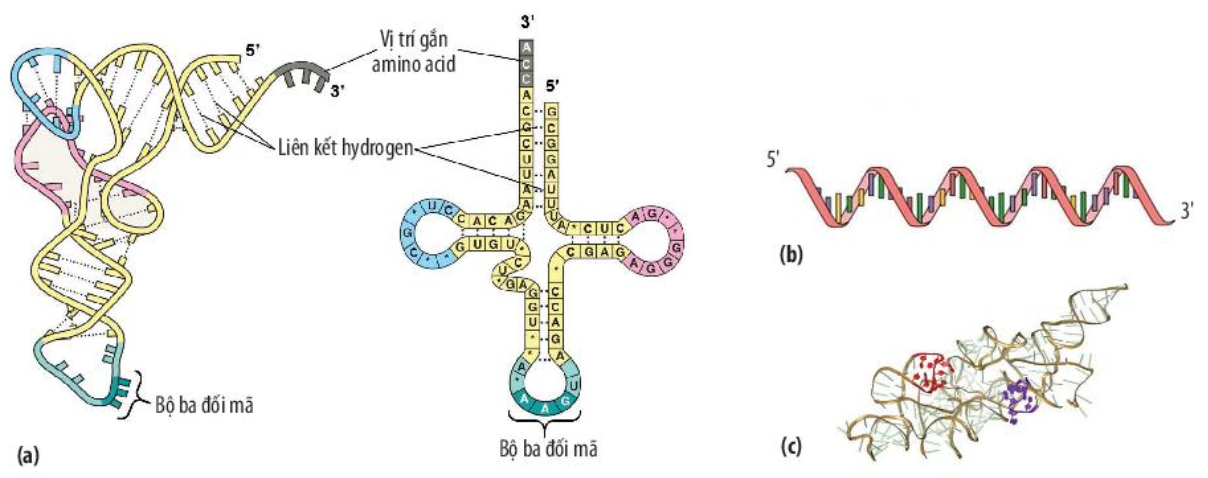 5'
3'
Vị trí gắn
amino acid
Liên kết hydrogen
Bộ ba đối mã
(a)
3'
A
C
C
A
C
G
C
U
U
A
A
5'
G
C
G
G
A
U
U
U
A * C U C
A G * G G G A
C G A G
G A C A C
C U * G C * *
G U G U *
C U * G A G
G
U
*
A * A A G U
C
C
A
G
A
Bộ ba đối mã
5'
3'
(b)
(c)